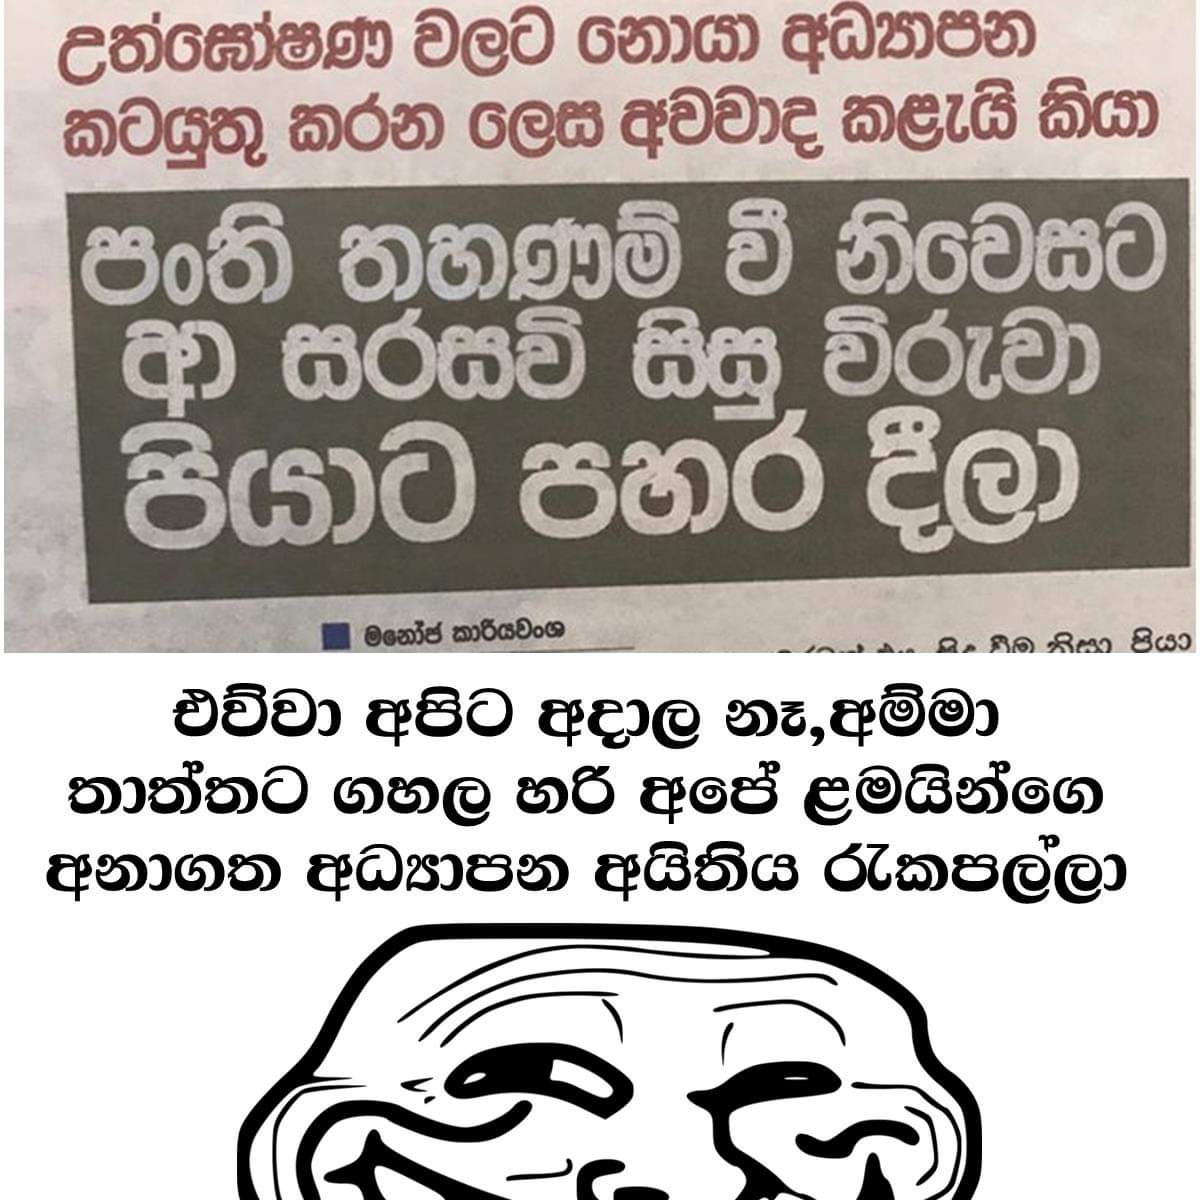 උත්ඝෝෂණ වලට නොයා අධ්‍යාපන
කටයුතු කරන ලෙස අවවාද කළැයි කියා
පංති තහණම් වී නිවෙසට
ආ සරසවි සිසු විරුවා
පියාට පහර දීලා
මනෝජ කාරියවංශ
නිසා පියා
එව්වා අපිට අදාල නෑ,අම්මා
තාත්තට ගහල හරි අපේ ළමයින්ගෙ
අනාගත අධ්‍යාපන අයිතිය රැකපල්ලා